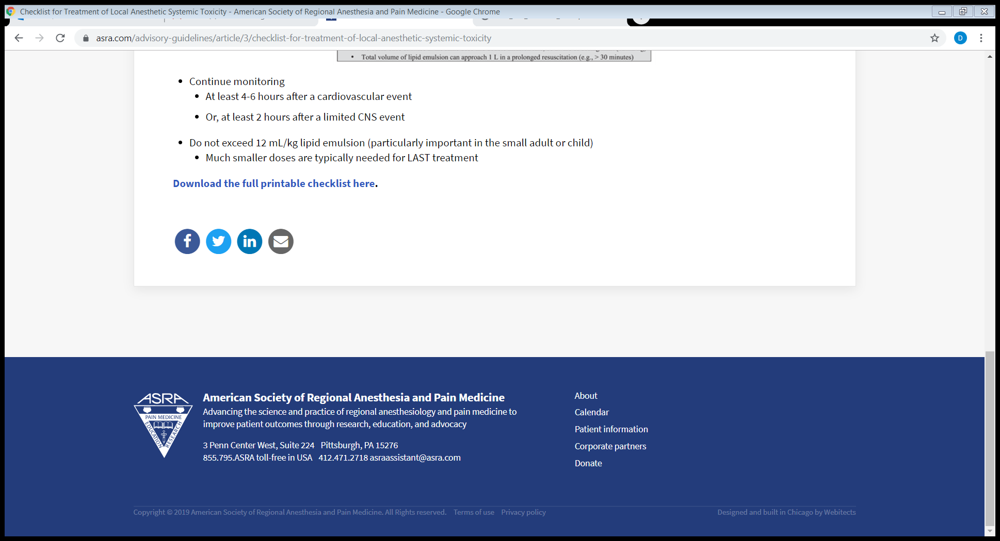 Checklist for Treatment of Local Anesthetic Systemic Toxicity - American Society of Regional Anesthesia and Pain Medicine - Google Chrome
asra.com/advisory-guidelines/article/3/checklist-for-treatment-of-local-anesthetic-systemic-toxicity
D
• Total volume of lipid emulsion can approach 1 L in a prolonged resuscitation (e.g., > 30 minutes)
• Continue monitoring
• At least 4-6 hours after a cardiovascular event
• Or, at least 2 hours after a limited CNS event
• Do not exceed 12 mL/kg lipid emulsion (particularly important in the small adult or child)
• Much smaller doses are typically needed for LAST treatment
Download the full printable checklist here.
ASRA
PAIN MEDICINE
EDUCATION
RESEARCH
American Society of Regional Anesthesia and Pain Medicine
Advancing the science and practice of regional anesthesiology and pain medicine to
improve patient outcomes through research, education, and advocacy
3 Penn Center West, Suite 224 Pittsburgh, PA 15276
855.795.ASRA toll-free in USA 412.471.2718 asraassistant@asra.com
About
Calendar
Patient information
Corporate partners
Donate
Copyright © 2019 American Society of Regional Anesthesia and Pain Medicine. All Rights reserved. Terms of use Privacy policy
Designed and built in Chicago by Webitects